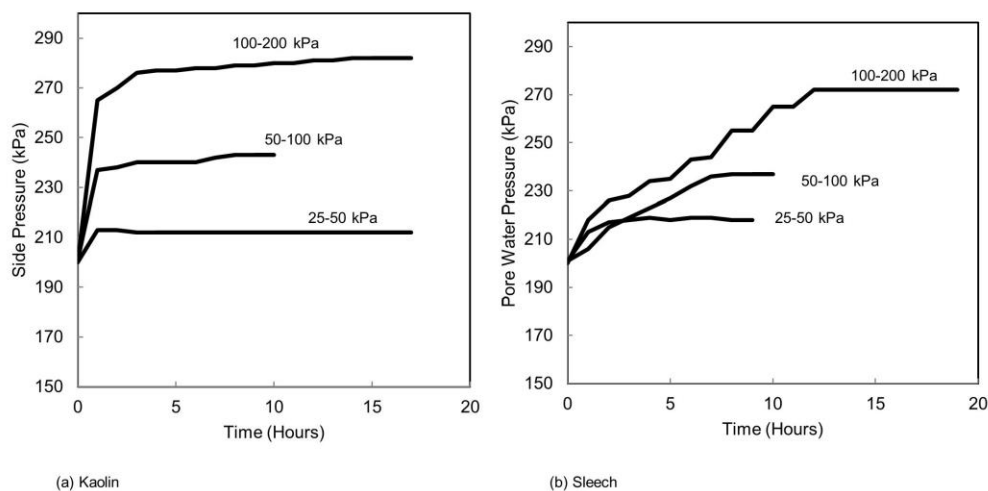 290
270
250
230
210
190
170
150
0
5
10
15
20
Side Pressure (kPa)
Time (Hours)
100-200 kPa
50-100 kPa
25-50 kPa
(a) Kaolin
290
270
250
230
210
190
170
150
0
5
10
15
20
Pore Water Pressure (kPa)
Time (Hours)
100-200 kPa
50-100 kPa
25-50 kPa
(b) Sleech